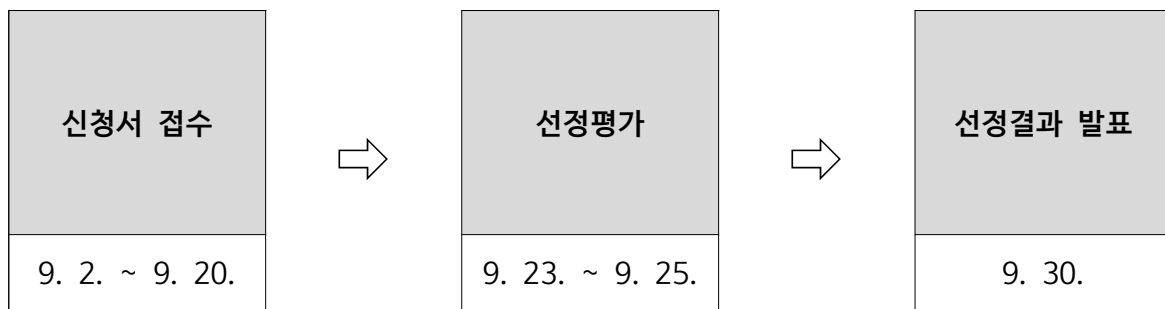 신청서 접수
⇨
선정평가
⇨
선정결과 발표
9. 2. ~ 9. 20.
9. 23. ~ 9. 25.
9. 30.